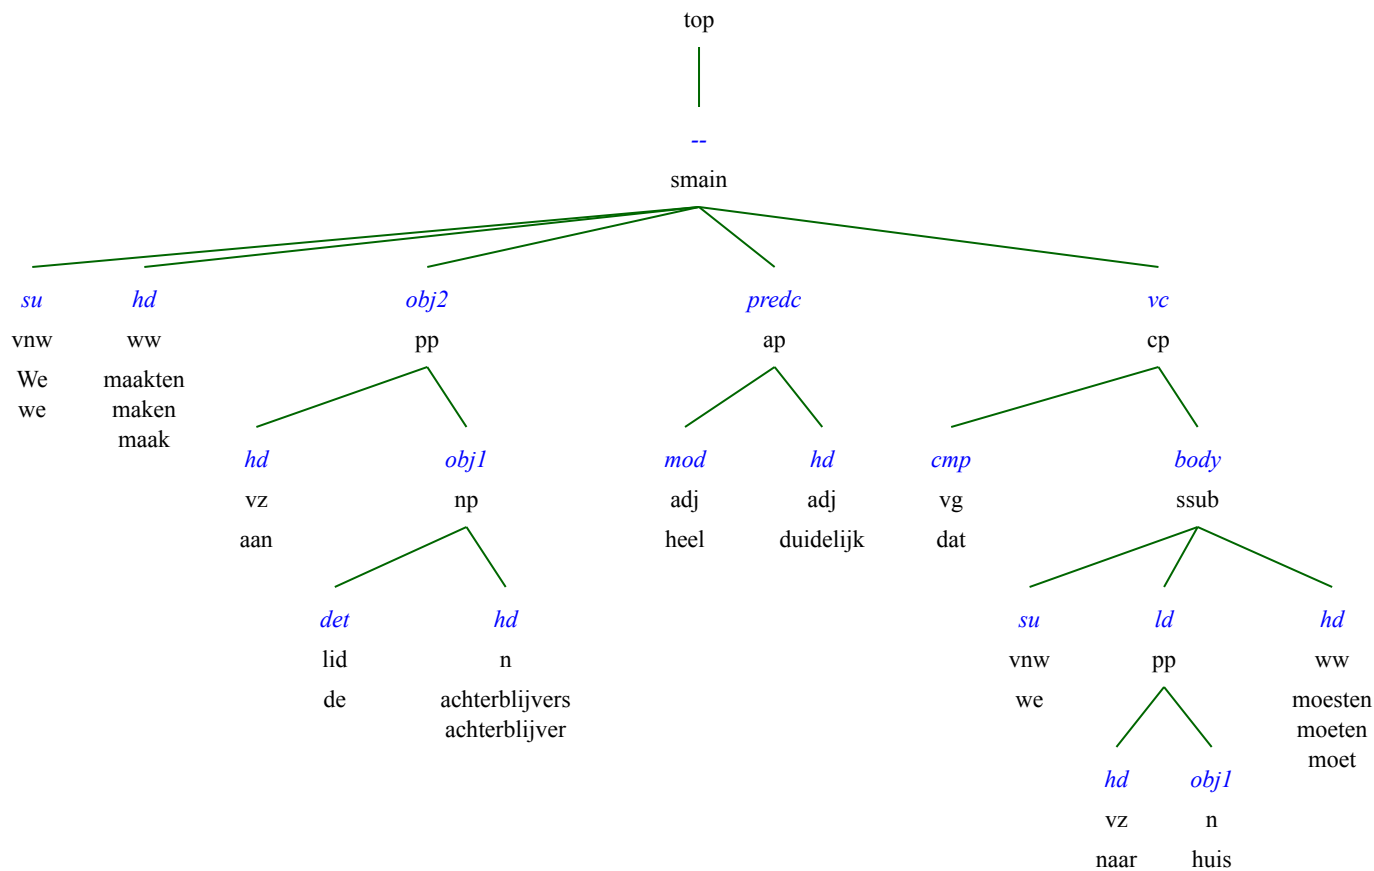 top
--
smain
su hd obj2 predc vc
vnw ww pp ap cp
We maakten
we maken
maak
hd obj1 mod hd cmp body
vz np adj adj vg ssub
aan heel duidelijk dat
det hd su ld hd
lid n vnw pp ww
de achterblijvers we moesten
achterblijver moeten
moet
hd obj1
vz n
naar huis